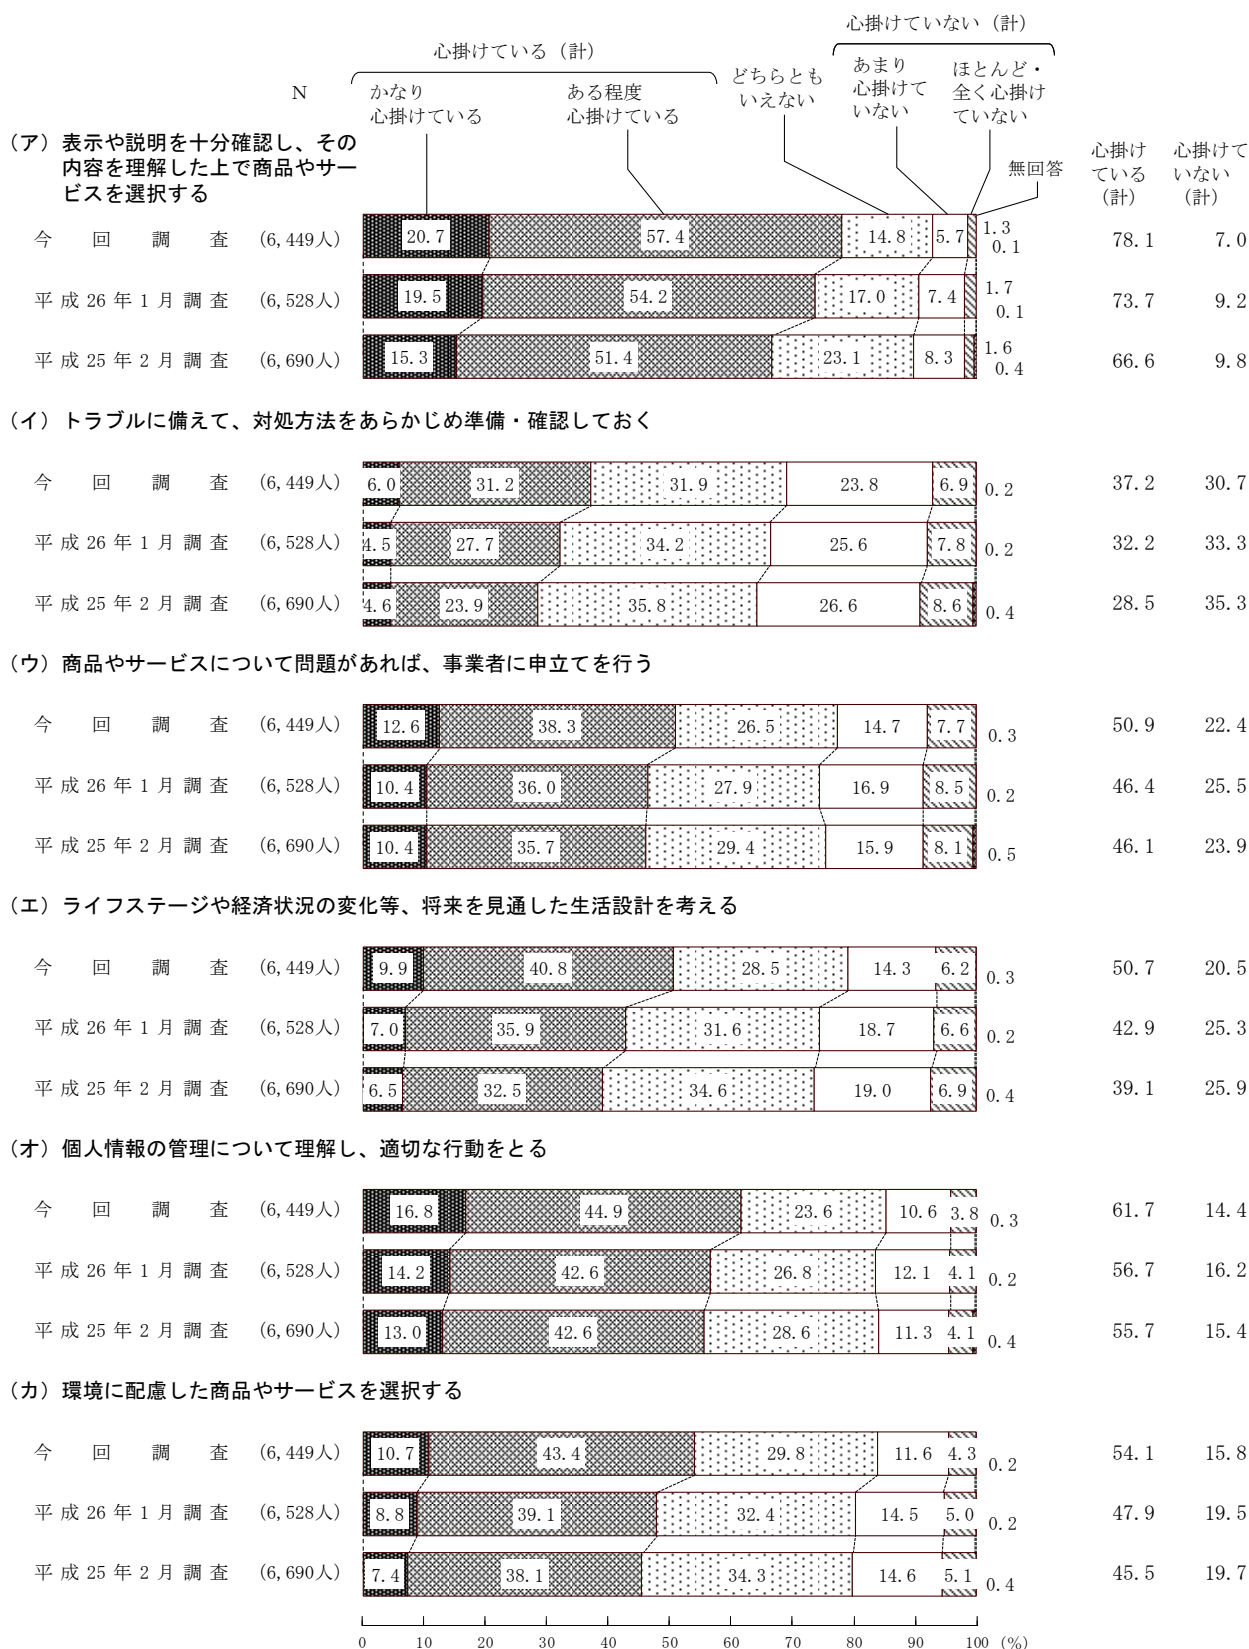 心掛けていない（計）
心掛けている（計）
N
かなり
心掛けている
ある程度
心掛けている
どちらとも
いえない
あまり
心掛けて
いない
ほとんど・
全く心掛け
ていない
無回答
心掛け
ている
（計）
心掛けて
いない
（計）
（ア）表示や説明を十分確認し、その
内容を理解した上で商品やサー
ビスを選択する
今回調査 (6,449人) 20.7 57.4 14.8 5.7 1.3 0.1 78.1 7.0
平成26年1月調査 (6,528人) 19.5 54.2 17.0 7.4 1.7 0.1 73.7 9.2
平成25年2月調査 (6,690人) 15.3 51.4 23.1 8.3 1.6 0.4 66.6 9.8
（イ）トラブルに備えて、対処方法をあらかじめ準備・確認しておく
今回調査 (6,449人) 6.0 31.2 31.9 23.8 6.9 0.2 37.2 30.7
平成26年1月調査 (6,528人) 4.5 27.7 34.2 25.6 7.8 0.2 32.2 33.3
平成25年2月調査 (6,690人) 4.6 23.9 35.8 26.6 8.6 0.4 28.5 35.3
（ウ）商品やサービスについて問題があれば、事業者に申立てを行う
今回調査 (6,449人) 12.6 38.3 26.5 14.7 7.7 0.3 50.9 22.4
平成26年1月調査 (6,528人) 10.4 36.0 27.9 16.9 8.5 0.2 46.4 25.5
平成25年2月調査 (6,690人) 10.4 35.7 29.4 15.9 8.1 0.5 46.1 23.9
（エ）ライフステージや経済状況の変化等、将来を見通した生活設計を考える
今回調査 (6,449人) 9.9 40.8 28.5 14.3 6.2 0.3 50.7 20.5
平成26年1月調査 (6,528人) 7.0 35.9 31.6 18.7 6.6 0.2 42.9 25.3
平成25年2月調査 (6,690人) 6.5 32.5 34.6 19.0 6.9 0.4 39.1 25.9
（オ）個人情報の管理について理解し、適切な行動をとる
今回調査 (6,449人) 16.8 44.9 23.6 10.6 3.8 0.3 61.7 14.4
平成26年1月調査 (6,528人) 14.2 42.6 26.8 12.1 4.1 0.2 56.7 16.2
平成25年2月調査 (6,690人) 13.0 42.6 28.6 11.3 4.1 0.4 55.7 15.4
（カ）環境に配慮した商品やサービスを選択する
今回調査 (6,449人) 10.7 43.4 29.8 11.6 4.3 0.2 54.1 15.8
平成26年1月調査 (6,528人) 8.8 39.1 32.4 14.5 5.0 0.2 47.9 19.5
平成25年2月調査 (6,690人) 7.4 38.1 34.3 14.6 5.1 0.4 45.5 19.7
0 10 20 30 40 50 60 70 80 90 100 (%)